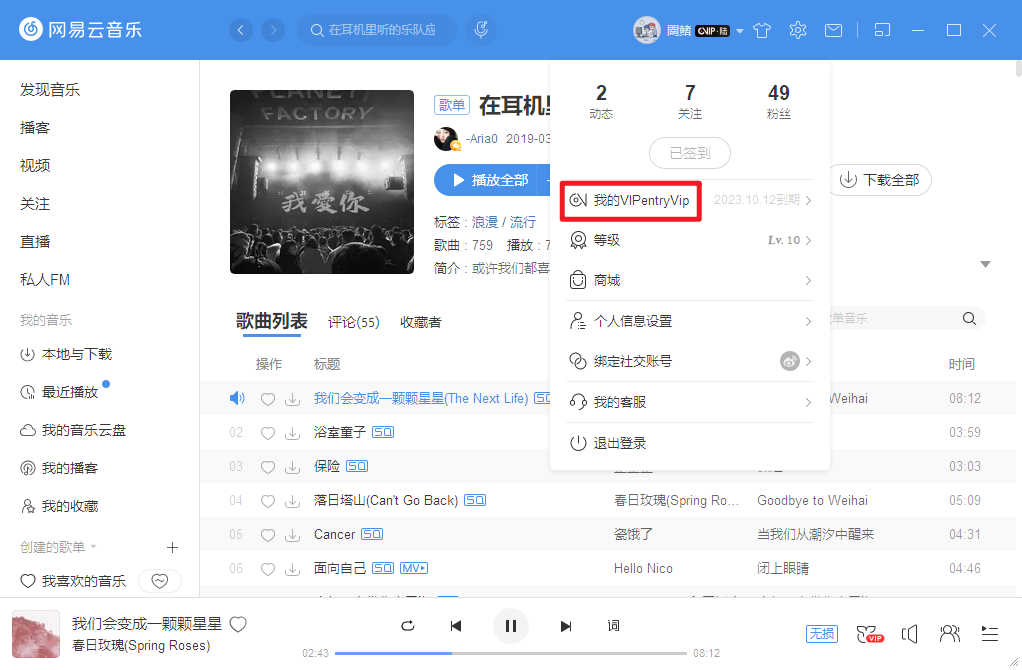 网易云音乐
在耳机里听的乐队应
CVIP·陆
发现音乐
播客
视频
关注
直播
私人FM
我的音乐
本地与下载
最近播放
我的音乐云盘
我的播客
我的收藏
创建的歌单
我喜欢的音乐
PLANET
FACTORY
我愛你
歌单 在耳机里
-Aria0 2019-03
播放全部
下载全部
标签：浪漫 / 流行
歌曲：759 播放：7
简介：或许我们都喜
2 7 49
动态 关注 粉丝
已签到
我的VIPentryVip 2023.10.12到期
等级 Lv. 10
商城
个人信息设置
绑定社交账号
我的客服
退出登录
歌曲列表 评论(55) 收藏者
单音乐
操作 标题 时间
我们会变成一颗颗星星(The Next Life) SQ Weihai 08:12
02 浴室童子 SQ 03:59
03 保险 SQ 03:03
04 落日塔山(Can't Go Back) SQ 春日玫瑰(Spring Ro... Goodbye to Weihai 05:09
05 Cancer SQ 瓷饿了 当我们从潮汐中醒来 04:31
06 面向自己 SQ MV Hello Nico 闭上眼睛 04:46
我们会变成一颗颗星星
春日玫瑰(Spring Roses)
词
02:43 08:12
无损
VIP